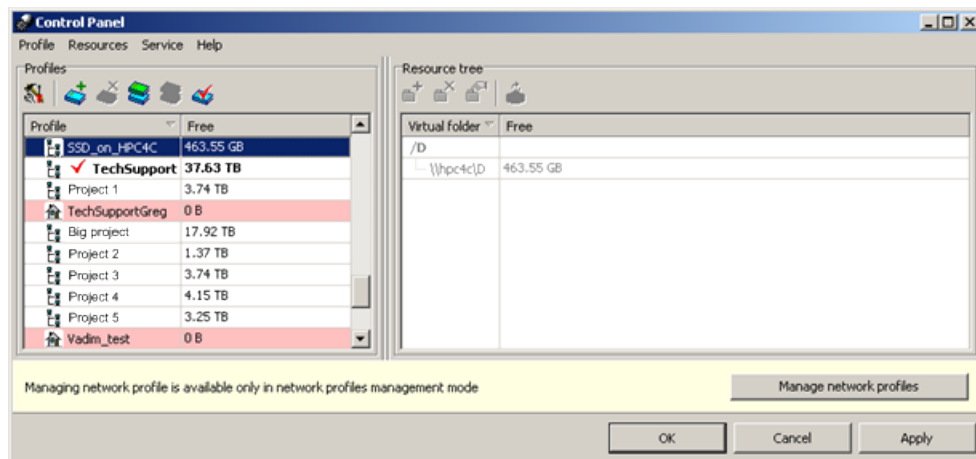 Control Panel
Profile Resources Service Help
Profiles
Profile Free
SSD_on_HPC4C 463.55 GB
TechSupport 37.63 TB
Project 1 3.74 TB
TechSupportGreg 0 B
Big project 17.92 TB
Project 2 1.37 TB
Project 3 3.74 TB
Project 4 4.15 TB
Project 5 3.25 TB
Vadim_test 0 B
Resource tree
Virtual folder Free
/D
\\hpc4c\D 463.55 GB
Managing network profile is available only in network profiles management mode
Manage network profiles
OK Cancel Apply